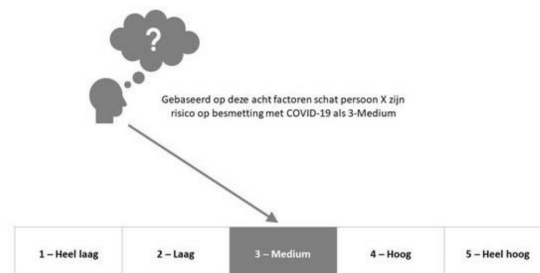 ?
Gebaseerd op deze acht factoren schat persoon X zijn
risico op besmetting met COVID-19 als 3-Medium
1 – Heel laag 2 – Laag 3 – Medium 4 – Hoog 5 – Heel hoog